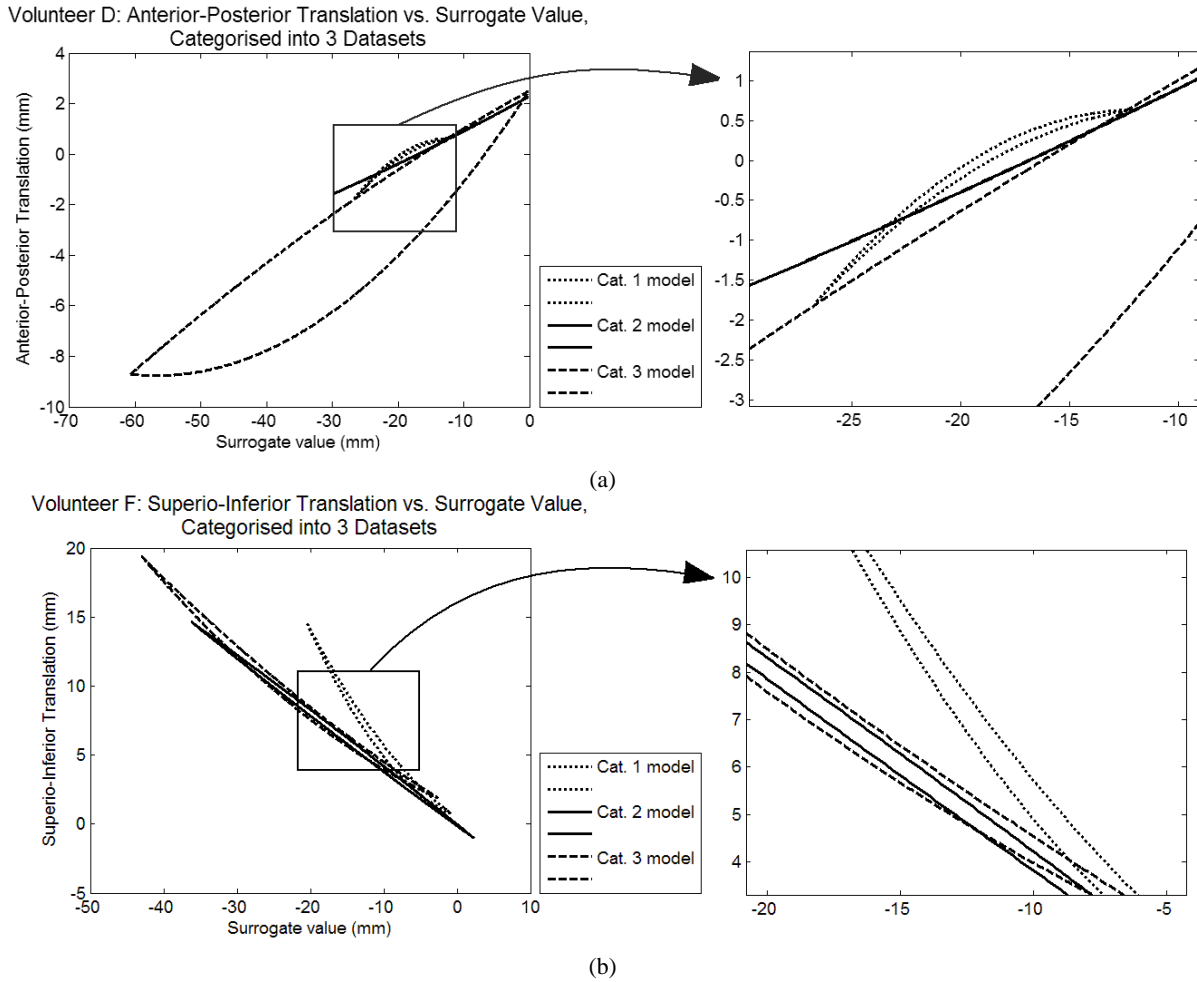 Volunteer D: Anterior-Posterior Translation vs. Surrogate Value,
Categorised into 3 Datasets
4
2
0
-2
-4
-6
-8
-10
Anterior-Posterior Translation (mm)
-70 -60 -50 -40 -30 -20 -10 0
Surrogate value (mm)
Cat. 1 model
Cat. 2 model
Cat. 3 model
1
0.5
0
-0.5
-1
-1.5
-2
-2.5
-3
-25 -20 -15 -10
(a)
Volunteer F: Superio-Inferior Translation vs. Surrogate Value,
Categorised into 3 Datasets
20
15
10
5
0
-5
Superio-Inferior Translation (mm)
-50 -40 -30 -20 -10 0 10
Surrogate value (mm)
Cat. 1 model
Cat. 2 model
Cat. 3 model
10
9
8
7
6
5
4
-20 -15 -10 -5
(b)